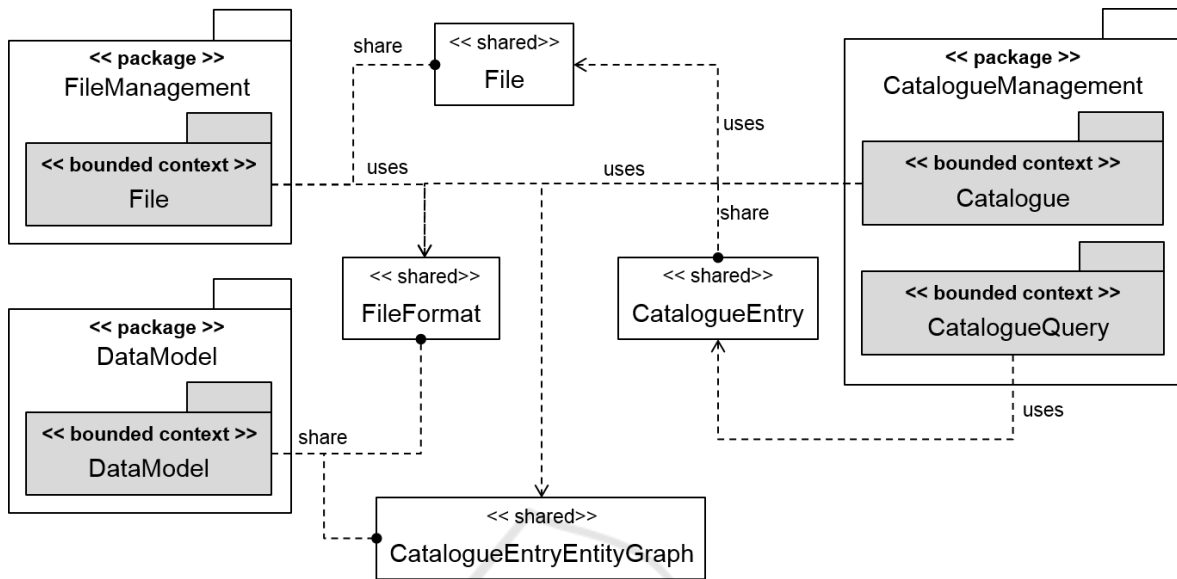 << package >>
FileManagement
<< bounded context >>
File
share
<< shared>>
File
uses
<< package >>
CatalogueManagement
<< bounded context >>
Catalogue
<< bounded context >>
CatalogueQuery
uses
uses
share
<< shared>>
FileFormat
<< shared>>
CatalogueEntry
<< package >>
DataModel
<< bounded context >>
DataModel
share
uses
<< shared>>
CatalogueEntryEntityGraph